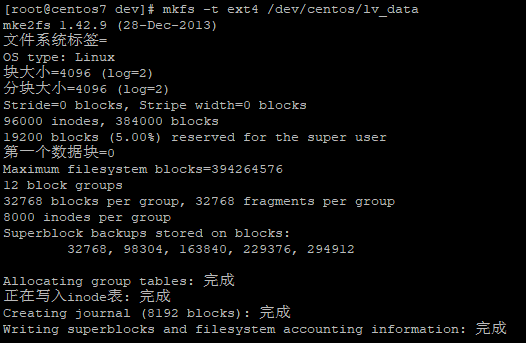 [root@centos7 dev]# mkfs -t ext4 /dev/centos/lv_data
mke2fs 1.42.9 (28-Dec-2013)
文件系统标签=
OS type: Linux
块大小=4096 (log=2)
分块大小=4096 (log=2)
Stride=0 blocks, Stripe width=0 blocks
96000 inodes, 384000 blocks
19200 blocks (5.00%) reserved for the super user
第一个数据块=0
Maximum filesystem blocks=394264576
12 block groups
32768 blocks per group, 32768 fragments per group
8000 inodes per group
Superblock backups stored on blocks:
32768, 98304, 163840, 229376, 294912
Allocating group tables: 完成
正在写入inode表: 完成
Creating journal (8192 blocks): 完成
Writing superblocks and filesystem accounting information: 完成